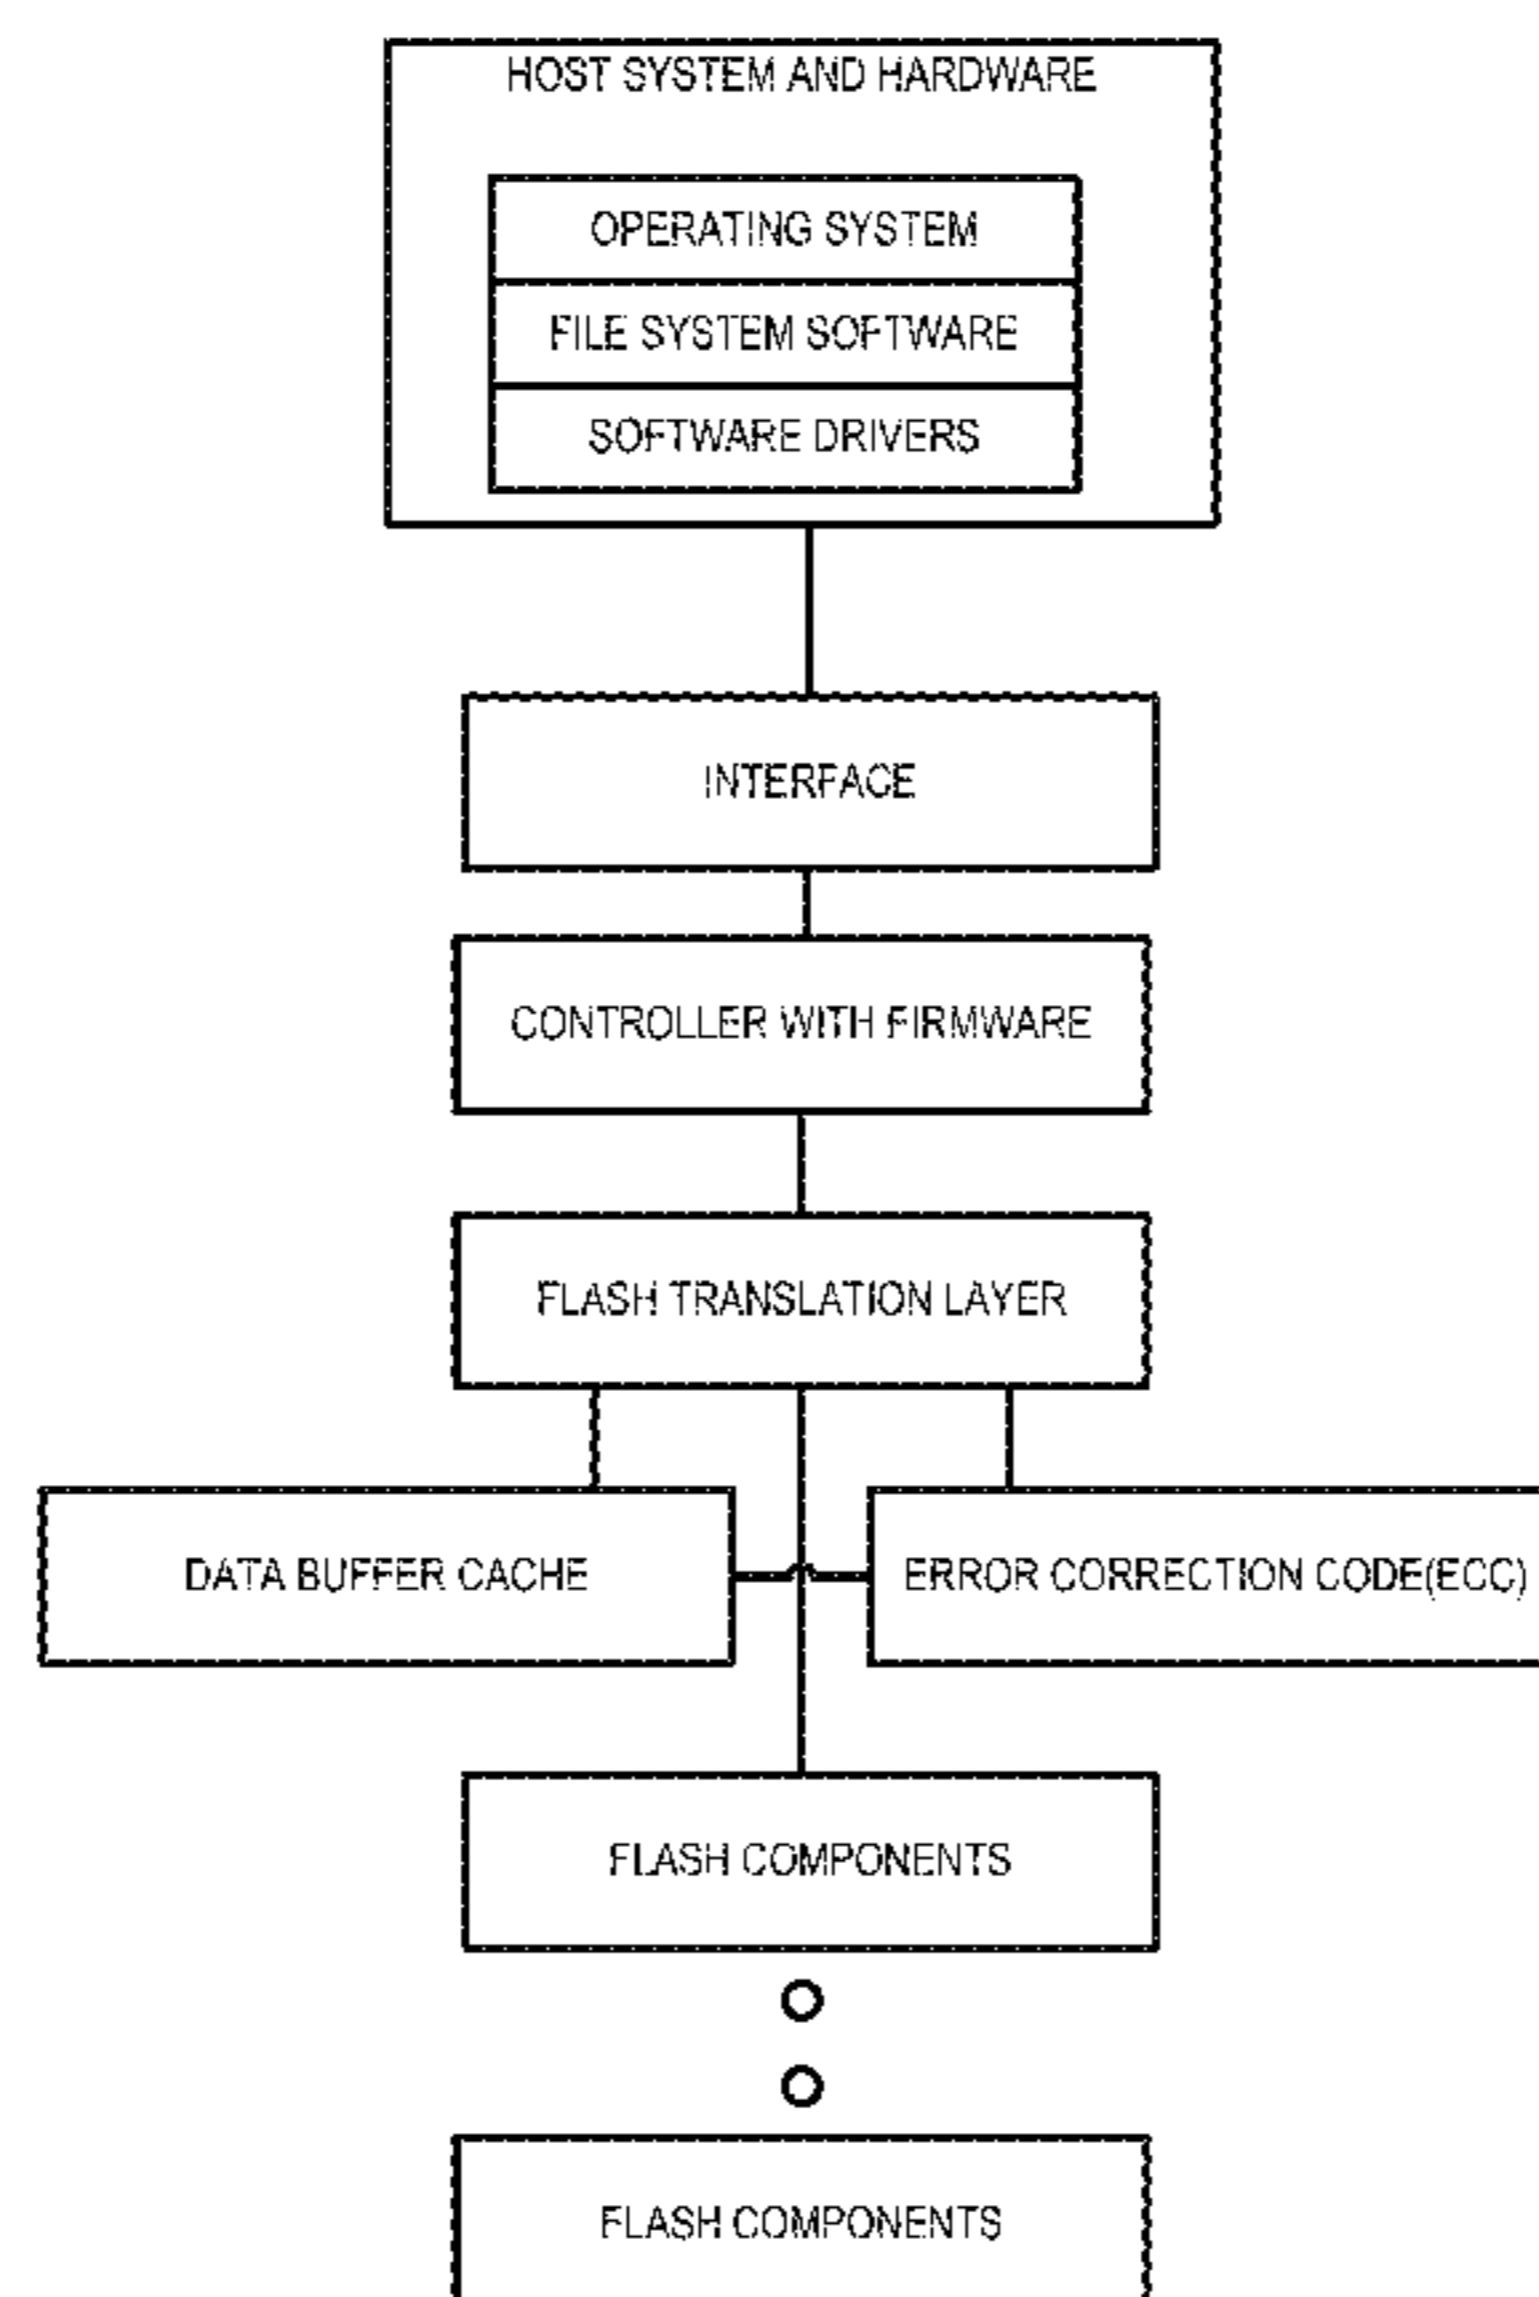 HOST SYSTEM AND HARDWARE
OPERATING SYSTEM
FILE SYSTEM SOFTWARE
SOFTWARE DRIVERS
INTERFACE
CONTROLLER WITH FIRMWARE
FLASH TRANSLATION LAYER
DATA BUFFER CACHE
ERROR CORRECTION CODE(ECC)
FLASH COMPONENTS
FLASH COMPONENTS